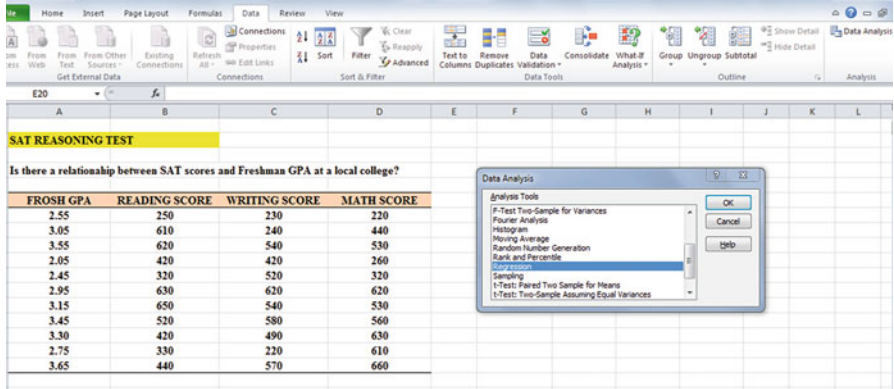 File Home Insert Page Layout Formulas Data Review View
Connections Clear Show Detail Data Analysis
Properties Reapply Hide Detail
From Web From Text From Other Sources Existing Connections Refresh All Edit Links Sort Filter Advanced Text to Columns Remove Duplicates Data Validation Consolidate What-If Analysis Group Ungroup Subtotal
Get External Data Connections Sort & Filter Data Tools Outline Analysis
E20 fx
A B C D E F G H I J K L
SAT REASONING TEST
Is there a relationahip between SAT scores and Freshman GPA at a local college?
FROSH GPA READING SCORE WRITING SCORE MATH SCORE
2.55 250 230 220
3.05 610 240 440
3.55 620 540 530
2.05 420 420 260
2.45 320 520 320
2.95 630 620 620
3.15 650 540 530
3.45 520 580 560
3.30 420 490 630
2.75 330 220 610
3.65 440 570 660
Data Analysis
Analysis Tools
F-Test Two-Sample for Variances
Fourier Analysis
Histogram
Moving Average
Random Number Generation
Rank and Percentile
Regression
Sampling
t-Test: Paired Two Sample for Means
t-Test: Two-Sample Assuming Equal Variances
OK
Cancel
Help